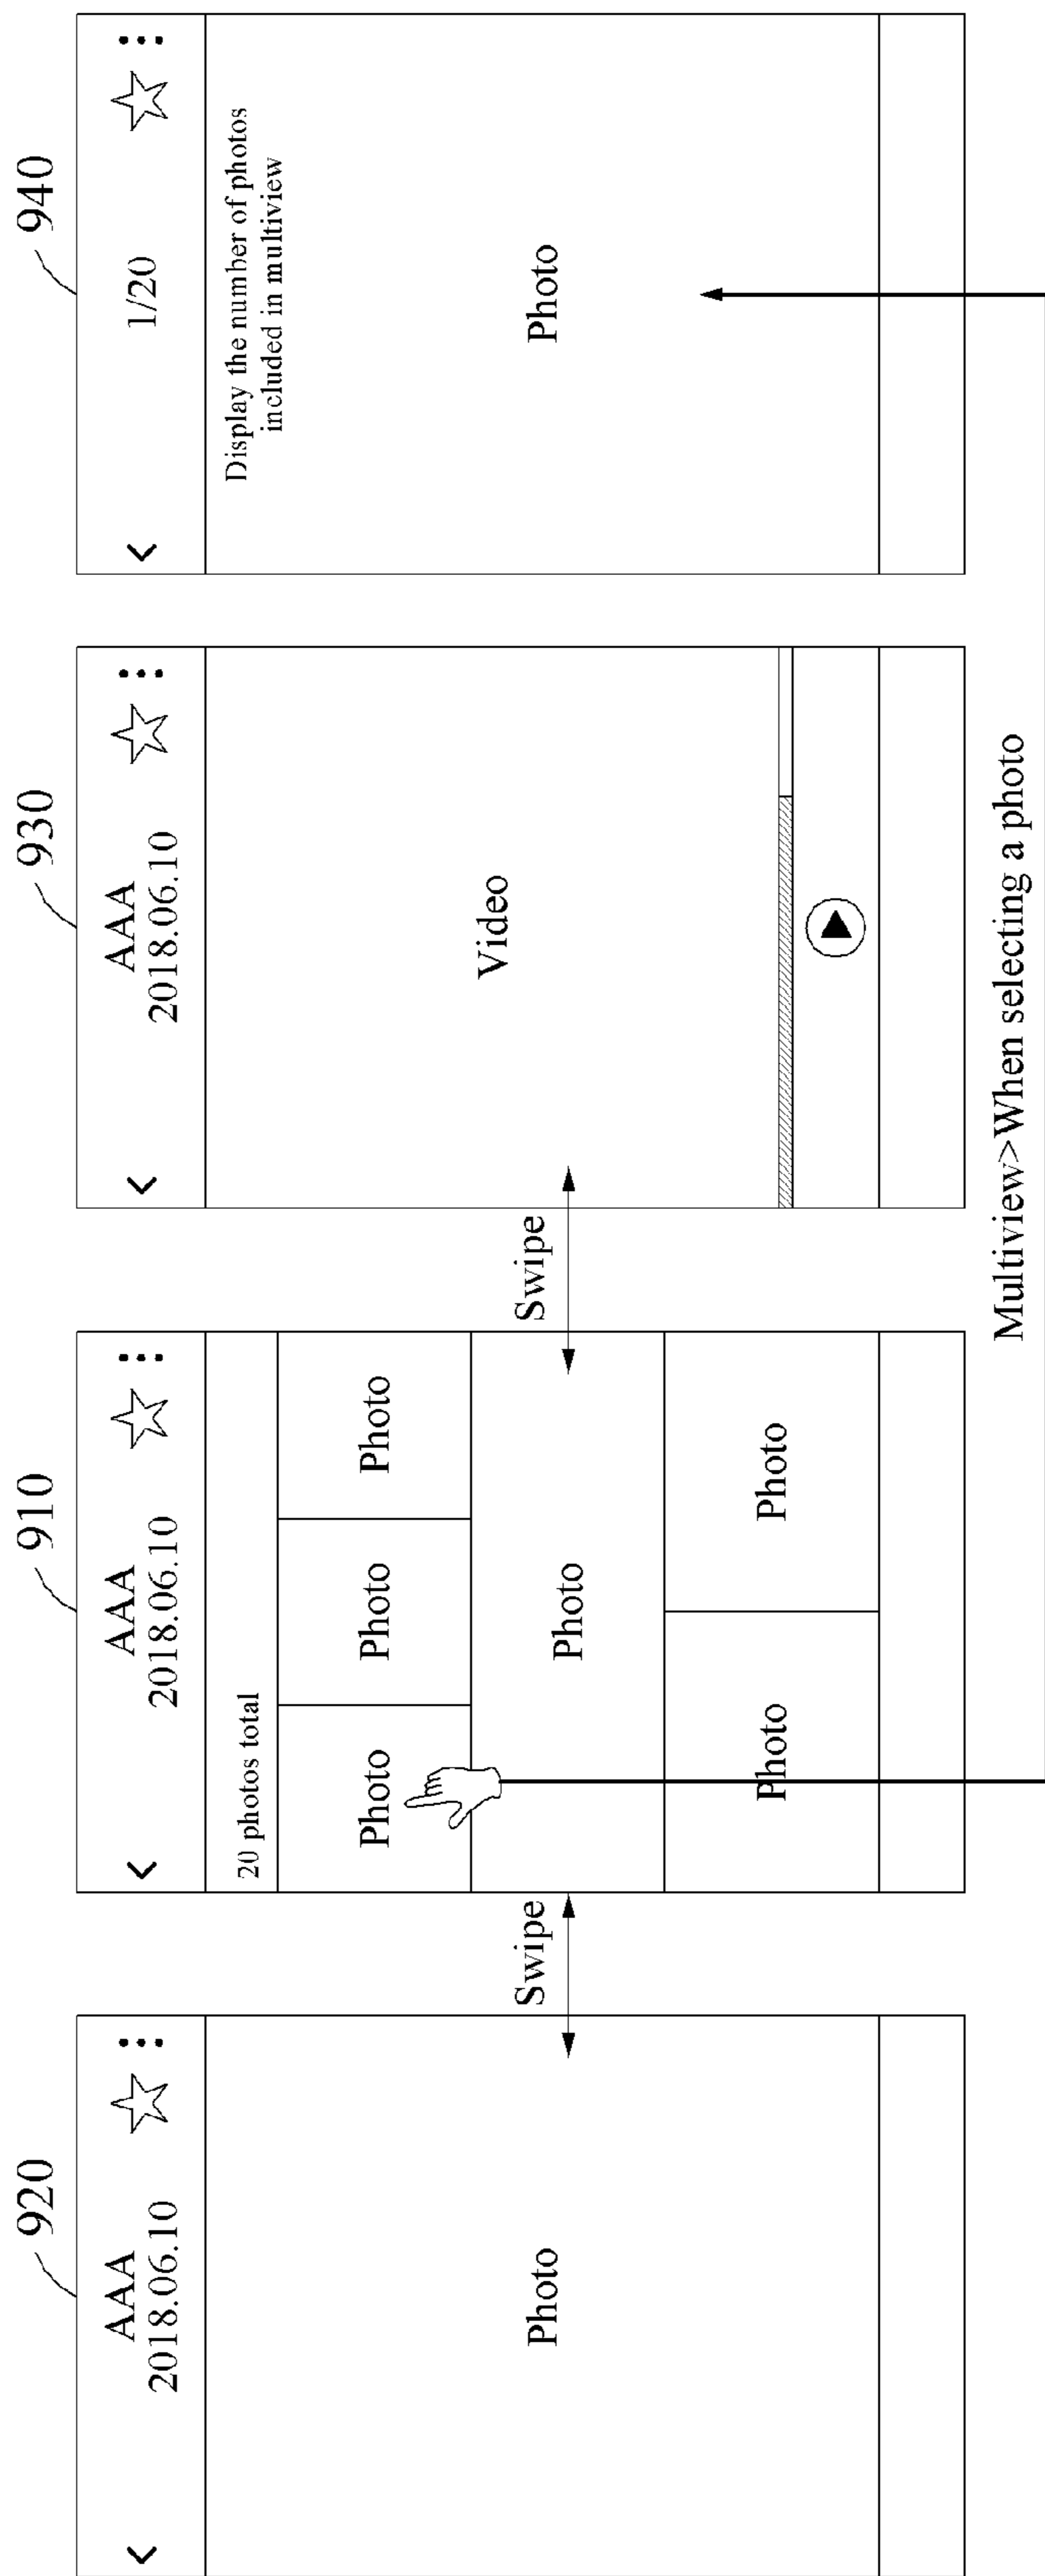 920
AAA
2018.06.10
Photo
Swipe
910
AAA
2018.06.10
20 photos total
Photo
Photo
Photo
Photo
Photo
Photo
Swipe
930
AAA
2018.06.10
Video
940
1/20
Display the number of photos
included in multiview
Photo
Multiview>When selecting a photo